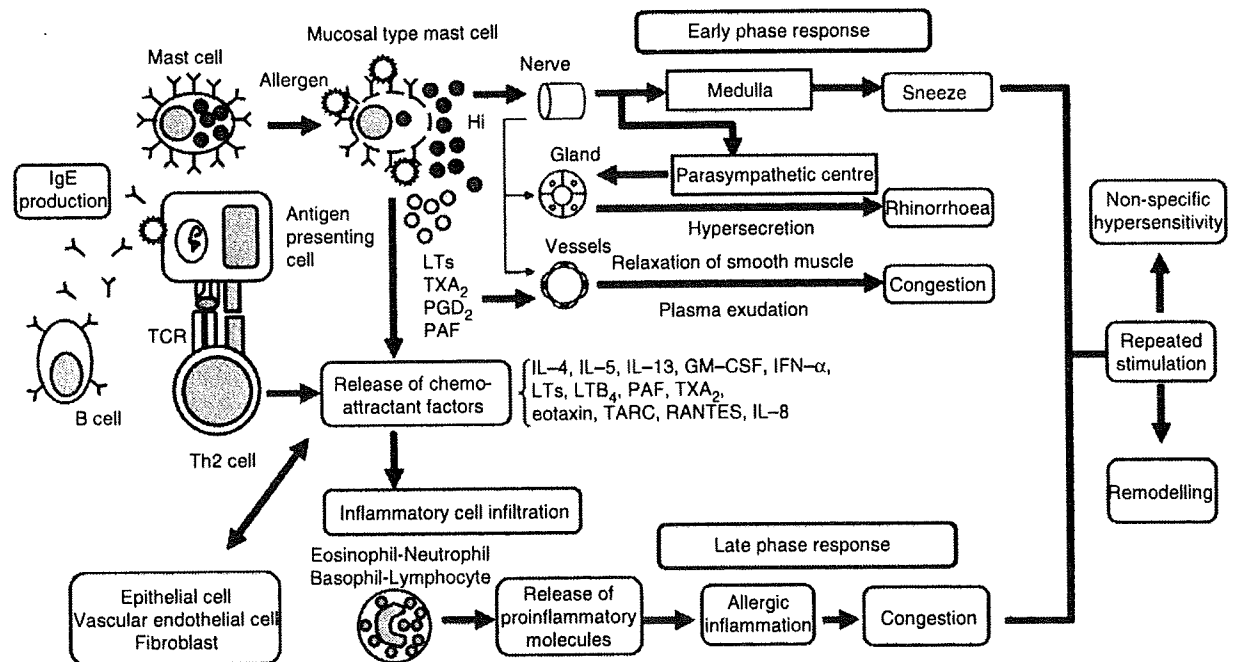 Early phase response
Mucosal type mast cell
Mast cell
Allergen
Nerve
Hi
Medulla
Sneeze
Gland
Parasympathetic centre
IgE
production
Antigen
presenting
cell
Hypersecretion
Rhinorrhoea
Non-specific
hypersensitivity
Vessels
LTs
TXA2
PGD2
PAF
Relaxation of smooth muscle
Plasma exudation
Congestion
TCR
B cell
Th2 cell
Release of chemo-
attractant factors
IL–4, IL–5, IL–13, GM–CSF, IFN–α,
LTs, LTB4, PAF, TXA2,
eotaxin, TARC, RANTES, IL–8
Repeated
stimulation
Remodelling
Inflammatory cell infiltration
Late phase response
Eosinophil-Neutrophil
Basophil-Lymphocyte
Epithelial cell
Vascular endothelial cell
Fibroblast
Release of
proinflammatory
molecules
Allergic
inflammation
Congestion